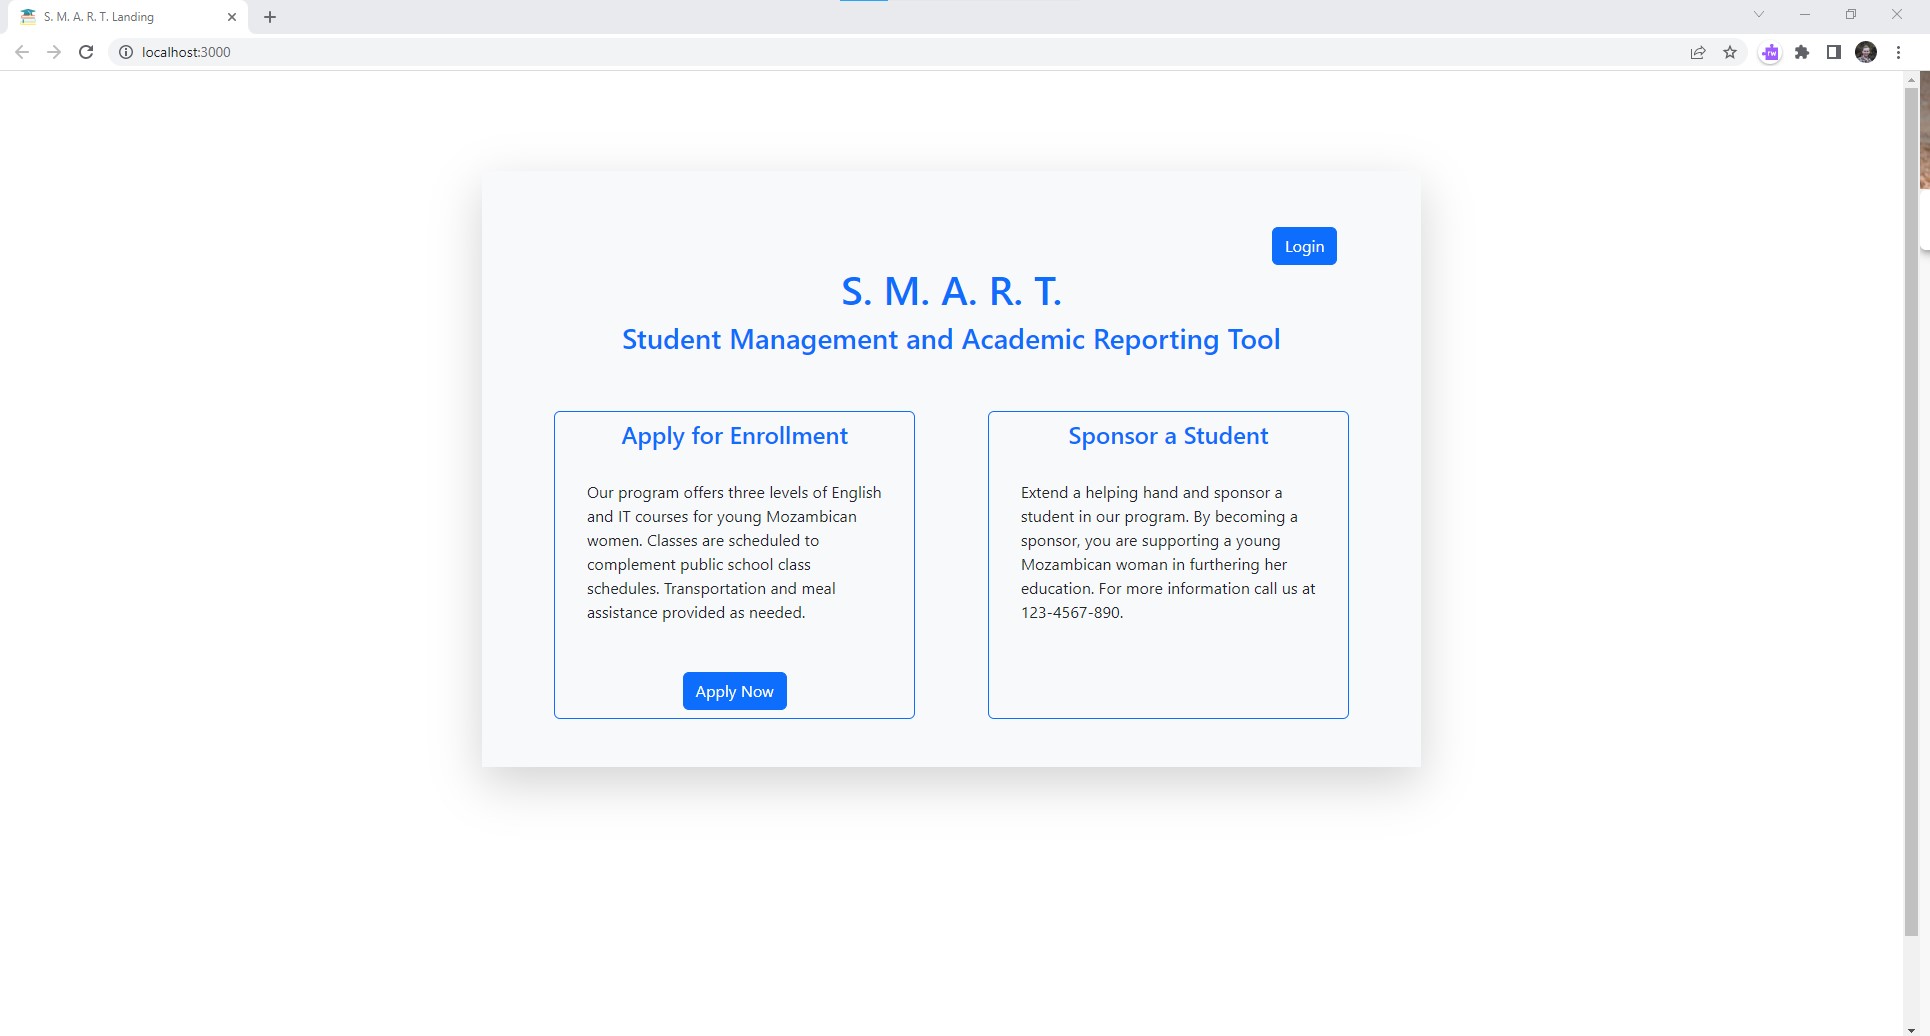 S. M. A. R. T. Landing
localhost:3000
Login
S. M. A. R. T.
Student Management and Academic Reporting Tool
Apply for Enrollment
Our program offers three levels of English
and IT courses for young Mozambican
women. Classes are scheduled to
complement public school class
schedules. Transportation and meal
assistance provided as needed.
Apply Now
Sponsor a Student
Extend a helping hand and sponsor a
student in our program. By becoming a
sponsor, you are supporting a young
Mozambican woman in furthering her
education. For more information call us at
123-4567-890.